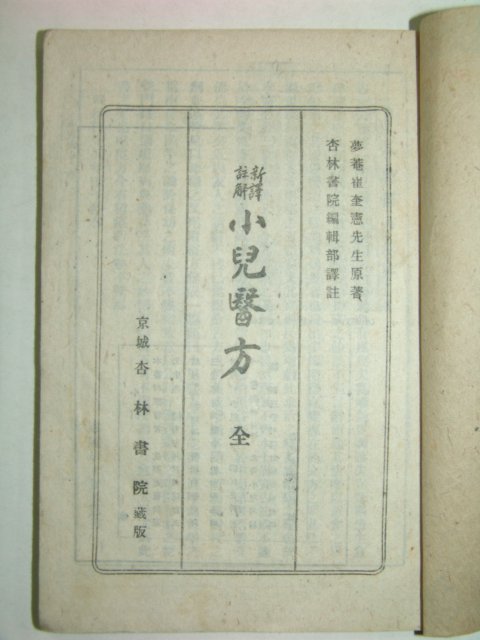 夢菴崔奎憲先生原著
杏林書院編輯部譯註
新譯
註解
小兒醫方 全
京城 杏林書院藏版